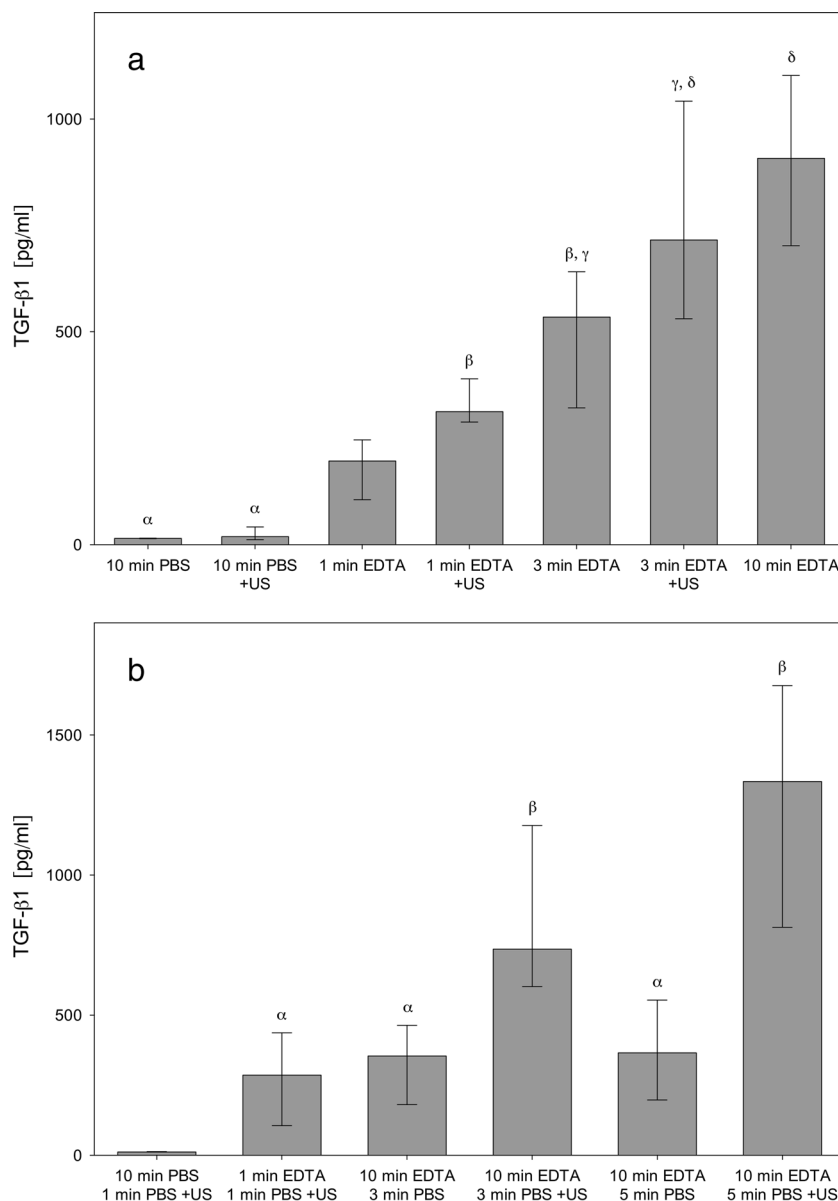 a
TGF-β1 [pg/ml]
1000
500
0
α
α
β
β, γ
γ, δ
δ
10 min PBS
10 min PBS
+US
1 min EDTA
1 min EDTA
+US
3 min EDTA
3 min EDTA
+US
10 min EDTA
b
TGF-β1 [pg/ml]
1500
1000
500
0
α
α
β
α
β
10 min PBS
1 min PBS +US
1 min EDTA
1 min PBS +US
10 min EDTA
3 min PBS
10 min EDTA
3 min PBS +US
10 min EDTA
5 min PBS
10 min EDTA
5 min PBS +US